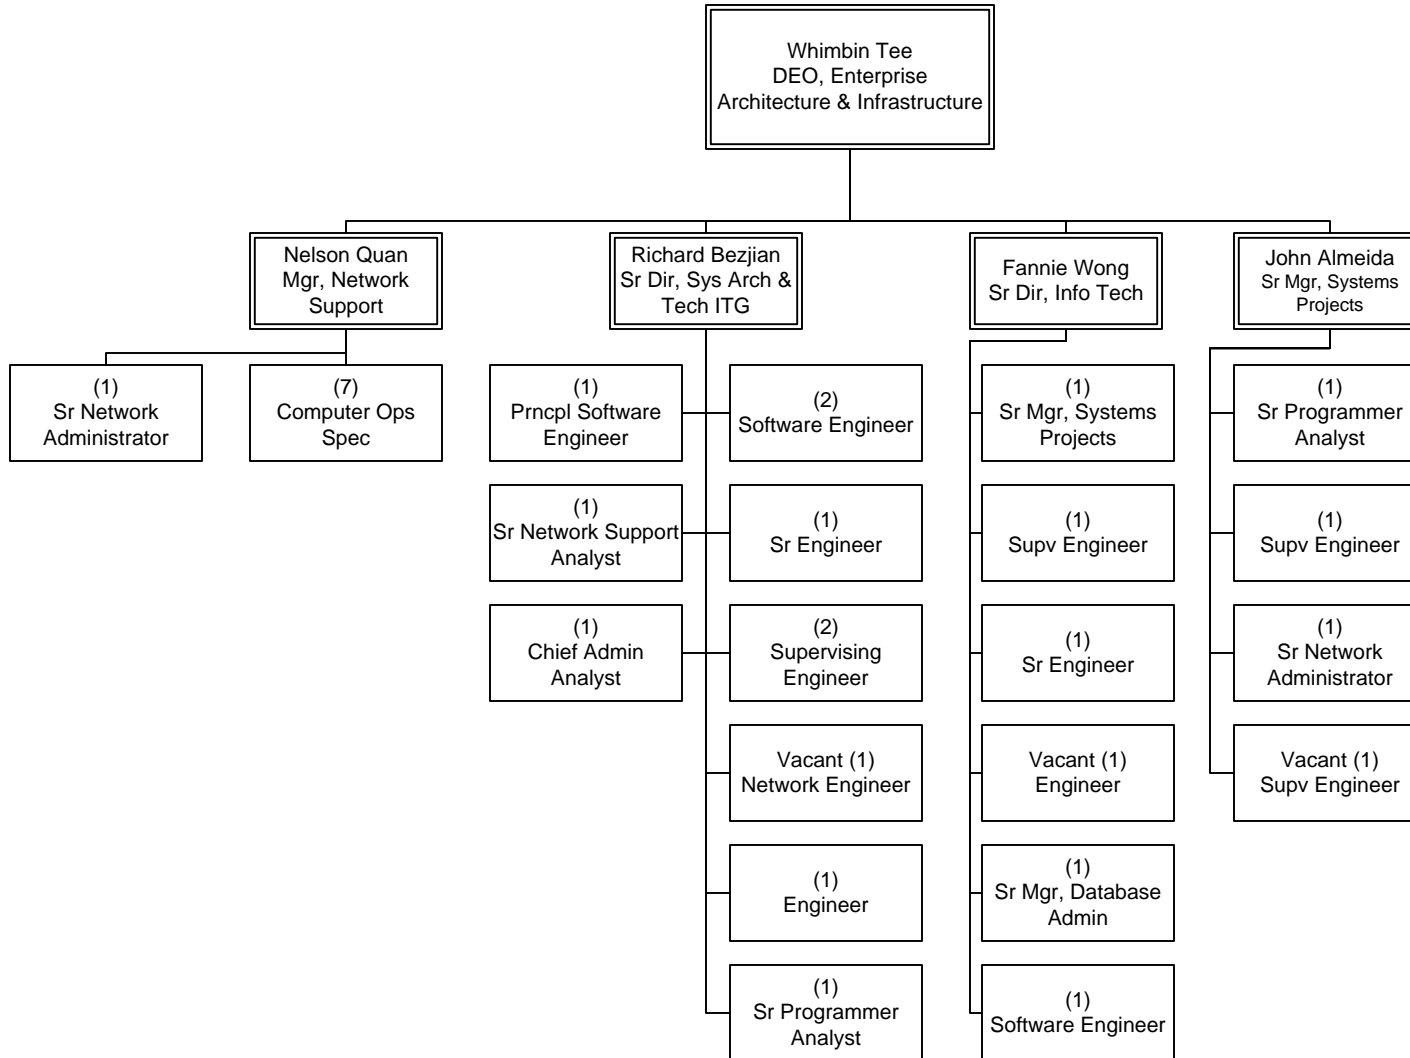 Whimbin Tee
DEO, Enterprise
Architecture & Infrastructure
Nelson Quan
Mgr, Network
Support
Richard Bezjian
Sr Dir, Sys Arch &
Tech ITG
Fannie Wong
Sr Dir, Info Tech
John Almeida
Sr Mgr, Systems
Projects
(1)
Sr Network
Administrator
(7)
Computer Ops
Spec
(1)
Prncpl Software
Engineer
(2)
Software Engineer
(1)
Sr Mgr, Systems
Projects
(1)
Sr Programmer
Analyst
(1)
Sr Network Support
Analyst
(1)
Sr Engineer
(1)
Supv Engineer
(1)
Supv Engineer
(1)
Chief Admin
Analyst
(2)
Supervising
Engineer
(1)
Sr Engineer
(1)
Sr Network
Administrator
Vacant (1)
Network Engineer
Vacant (1)
Engineer
Vacant (1)
Supv Engineer
(1)
Engineer
(1)
Sr Mgr, Database
Admin
(1)
Sr Programmer
Analyst
(1)
Software Engineer